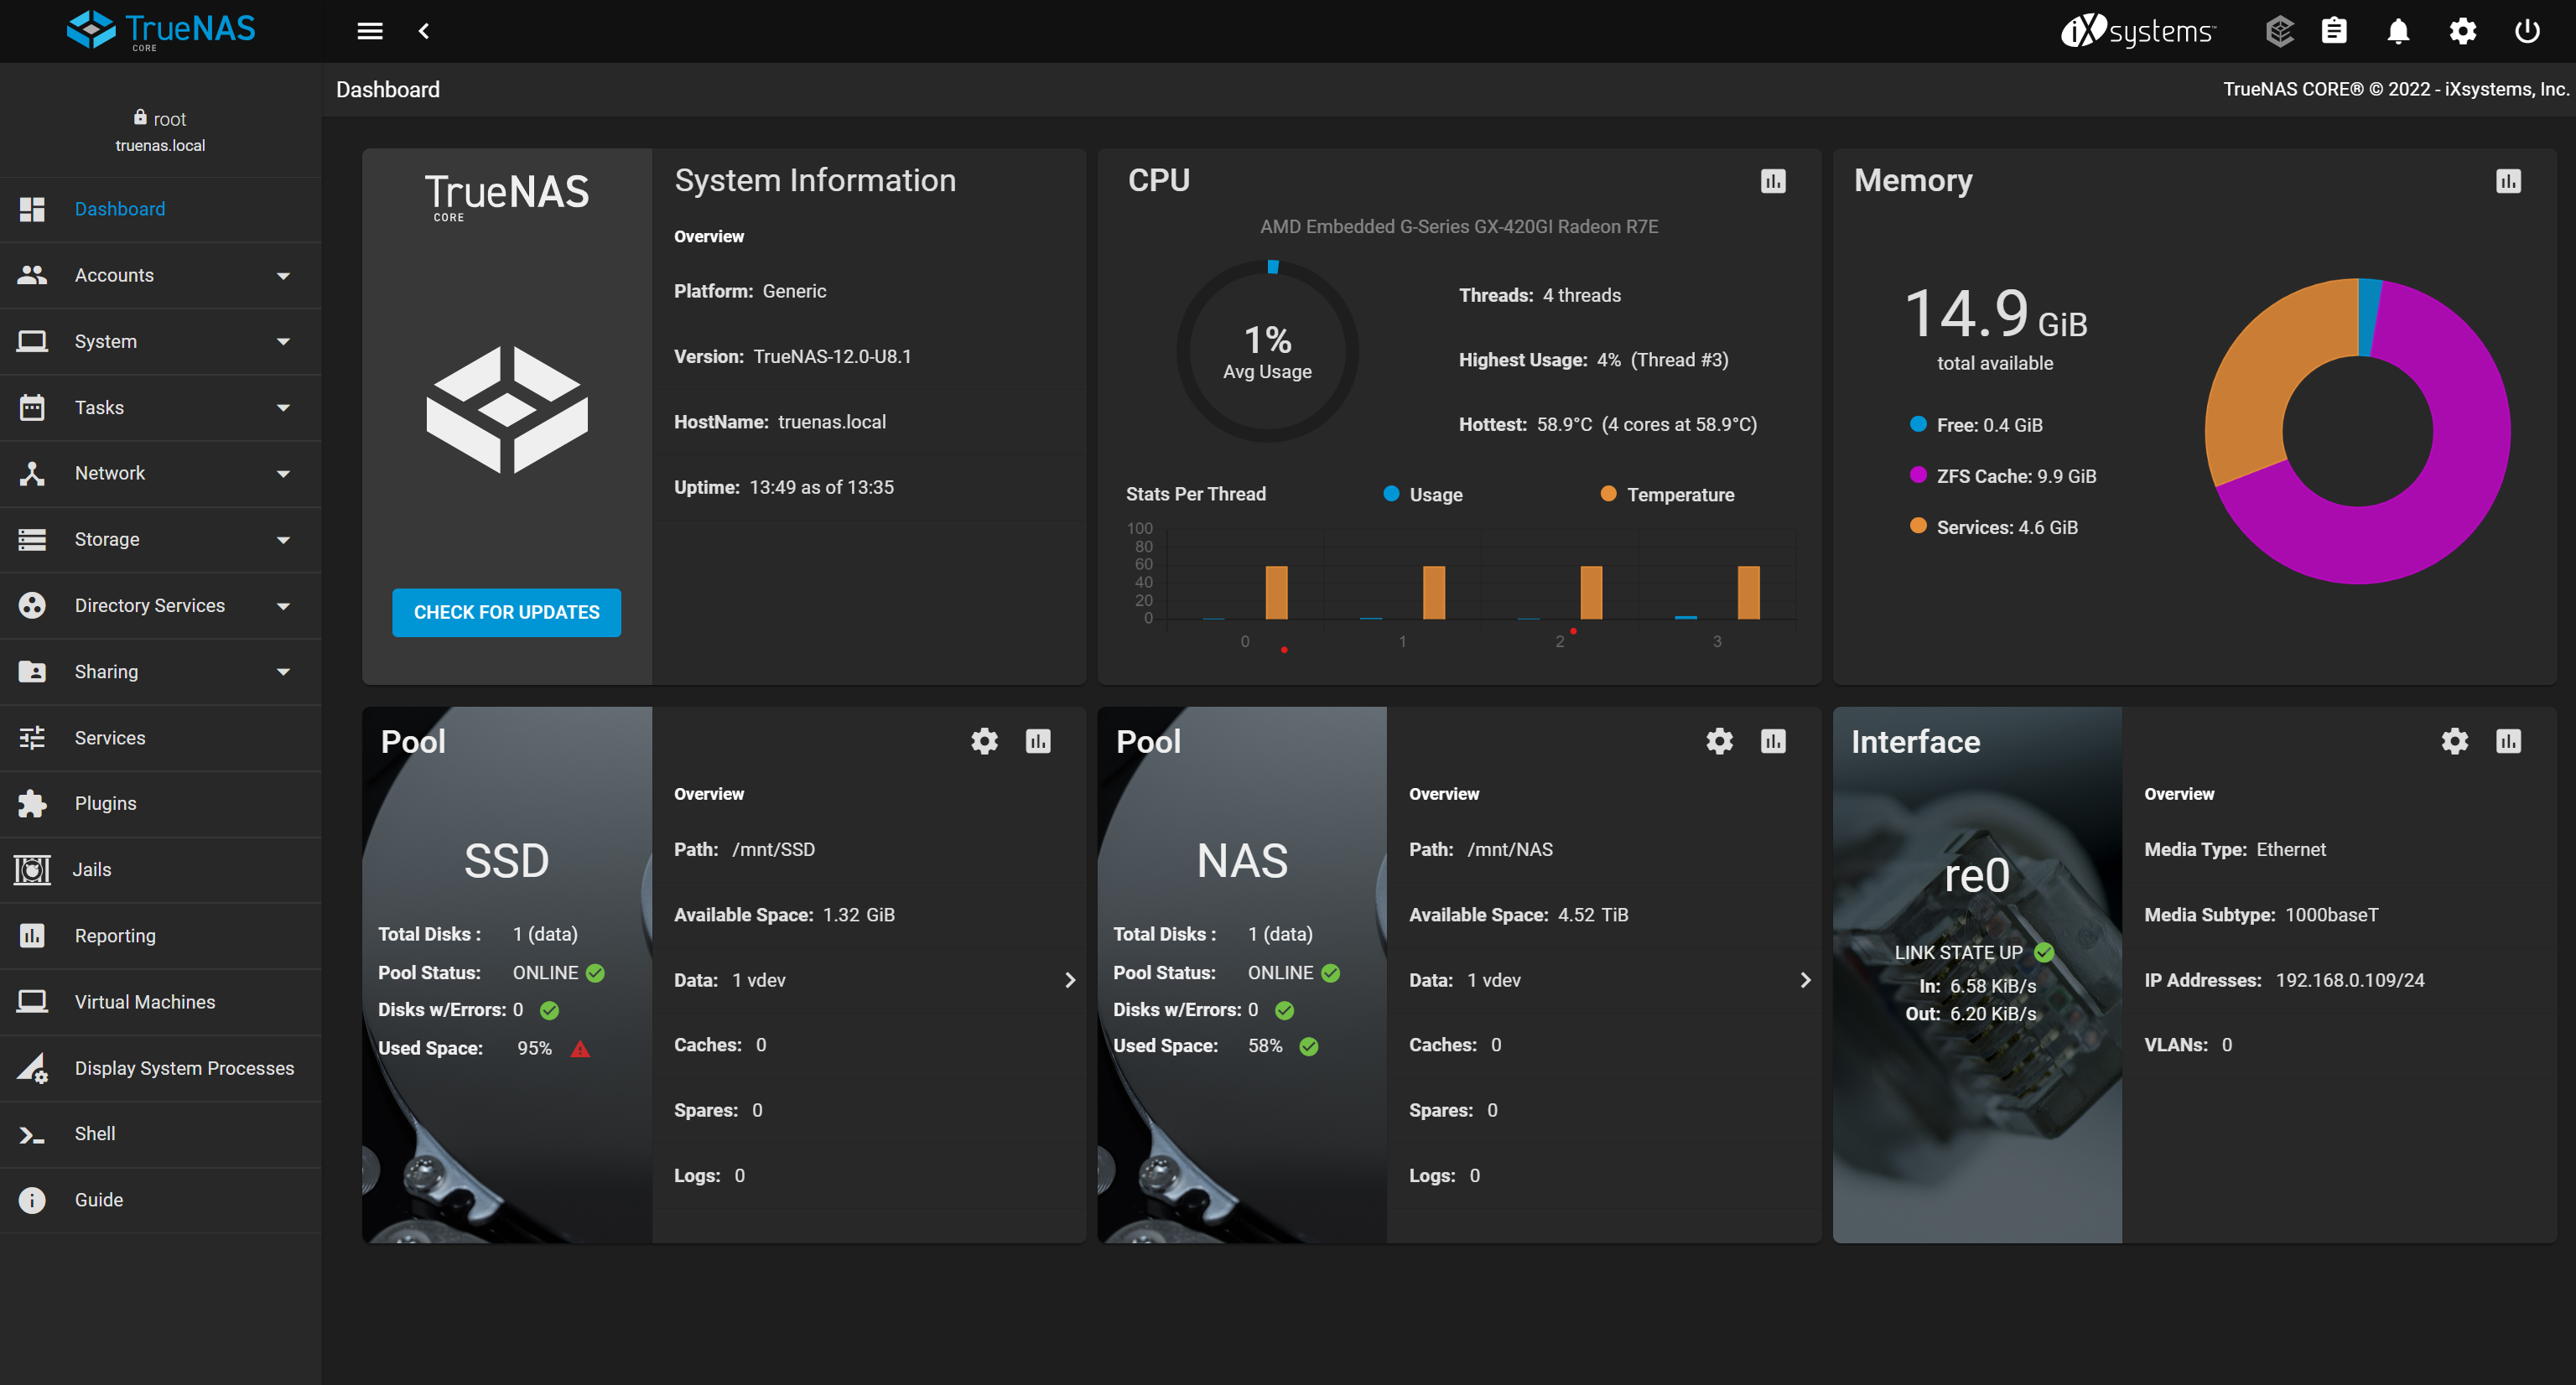 TrueNAS
CORE
iXsystems™
Dashboard
TrueNAS CORE® © 2022 - iXsystems, Inc.
root
truenas.local
Dashboard
Accounts
System
Tasks
Network
Storage
Directory Services
Sharing
Services
Plugins
Jails
Reporting
Virtual Machines
Display System Processes
Shell
Guide
TrueNAS
CORE
CHECK FOR UPDATES
System Information
Overview
Platform: Generic
Version: TrueNAS-12.0-U8.1
HostName: truenas.local
Uptime: 13:49 as of 13:35
CPU
AMD Embedded G-Series GX-420GI Radeon R7E
1%
Avg Usage
Threads: 4 threads
Highest Usage: 4% (Thread #3)
Hottest: 58.9°C (4 cores at 58.9°C)
Stats Per Thread
Usage
Temperature
100
80
60
40
20
0
0 1 2 3
Memory
14.9 GiB
total available
Free: 0.4 GiB
ZFS Cache: 9.9 GiB
Services: 4.6 GiB
Pool
SSD
Total Disks : 1 (data)
Pool Status: ONLINE
Disks w/Errors: 0
Used Space: 95%
Overview
Path: /mnt/SSD
Available Space: 1.32 GiB
Data: 1 vdev
Caches: 0
Spares: 0
Logs: 0
Pool
NAS
Total Disks : 1 (data)
Pool Status: ONLINE
Disks w/Errors: 0
Used Space: 58%
Overview
Path: /mnt/NAS
Available Space: 4.52 TiB
Data: 1 vdev
Caches: 0
Spares: 0
Logs: 0
Interface
re0
LINK STATE UP
In: 6.58 KiB/s
Out: 6.20 KiB/s
Overview
Media Type: Ethernet
Media Subtype: 1000baseT
IP Addresses: 192.168.0.109/24
VLANs: 0